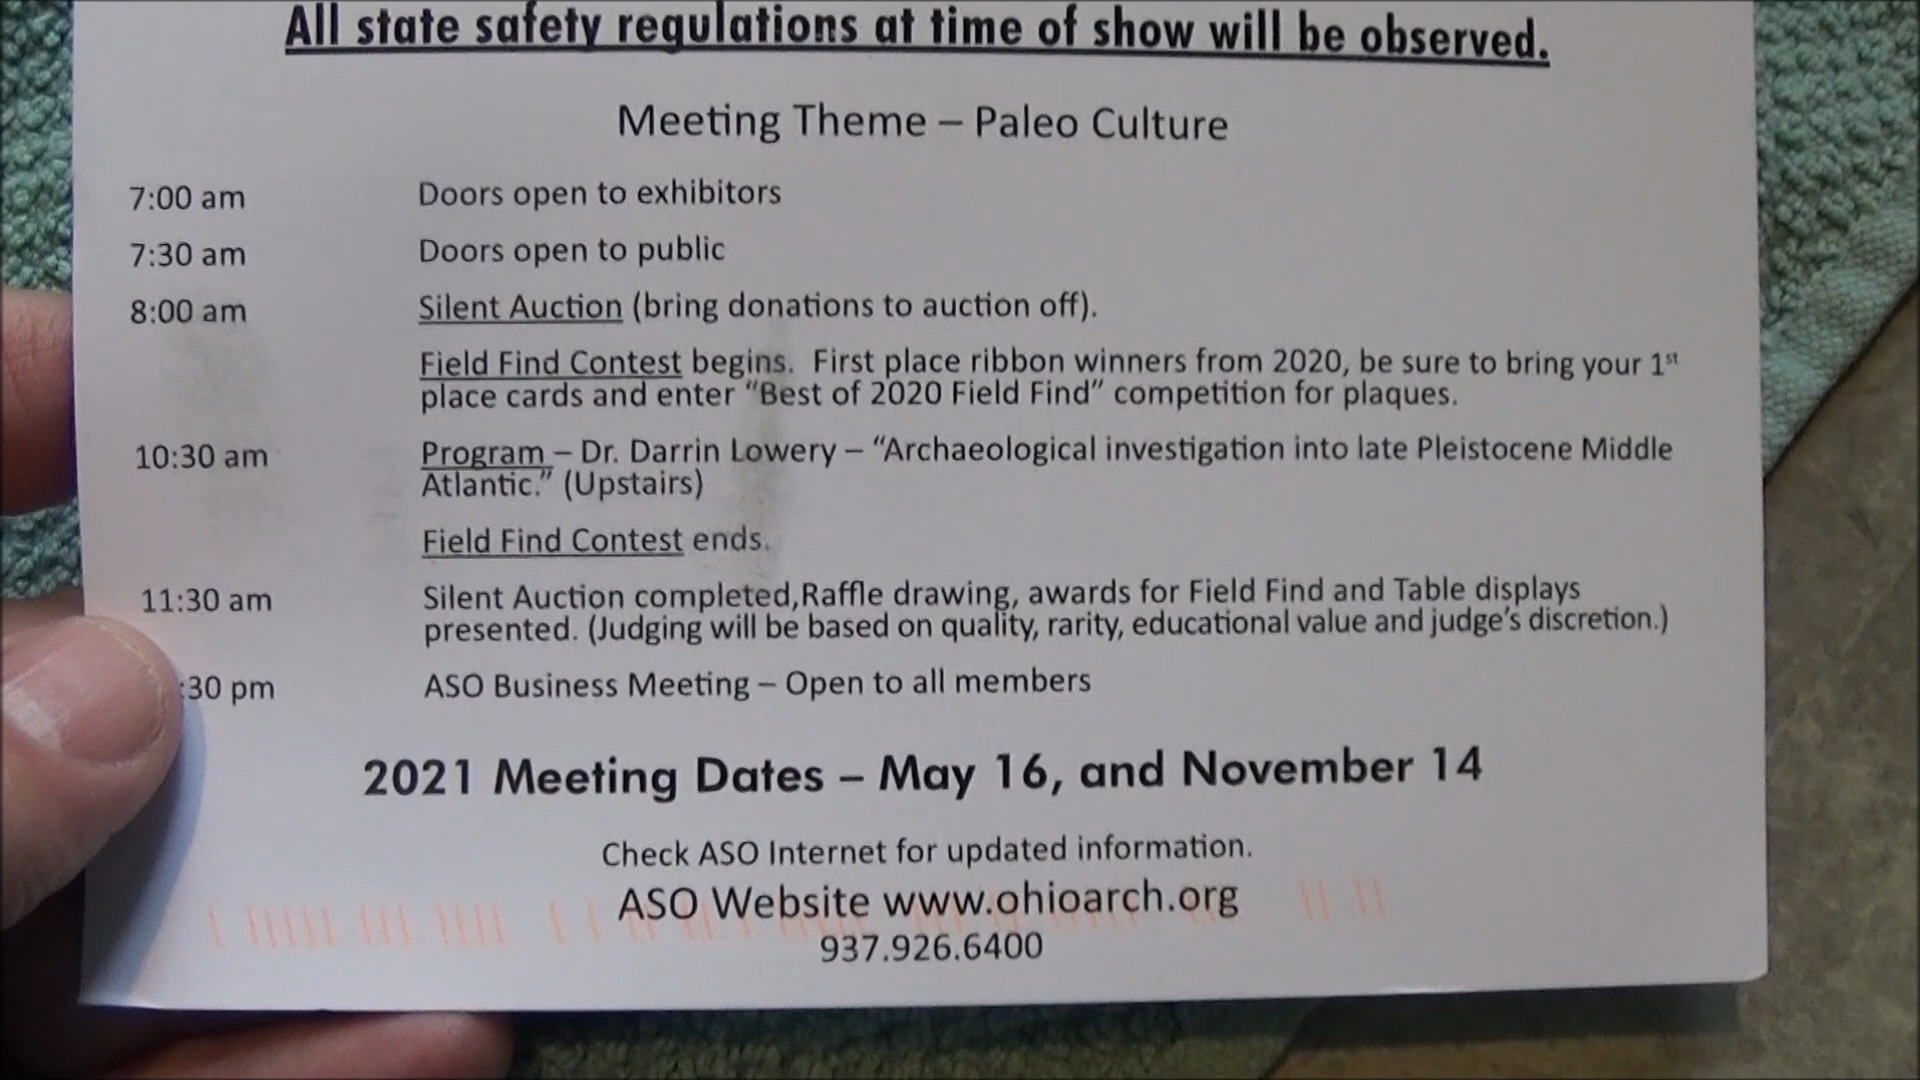 All state safety regulations at time of show will be observed.
Meeting Theme – Paleo Culture
7:00 am Doors open to exhibitors
7:30 am Doors open to public
8:00 am Silent Auction (bring donations to auction off).
Field Find Contest begins. First place ribbon winners from 2020, be sure to bring your 1st
place cards and enter "Best of 2020 Field Find" competition for plaques.
10:30 am Program – Dr. Darrin Lowery – "Archaeological investigation into late Pleistocene Middle
Atlantic." (Upstairs)
Field Find Contest ends.
11:30 am Silent Auction completed,Raffle drawing, awards for Field Find and Table displays
presented. (Judging will be based on quality, rarity, educational value and judge's discretion.)
:30 pm ASO Business Meeting – Open to all members
2021 Meeting Dates – May 16, and November 14
Check ASO Internet for updated information.
ASO Website www.ohioarch.org
937.926.6400